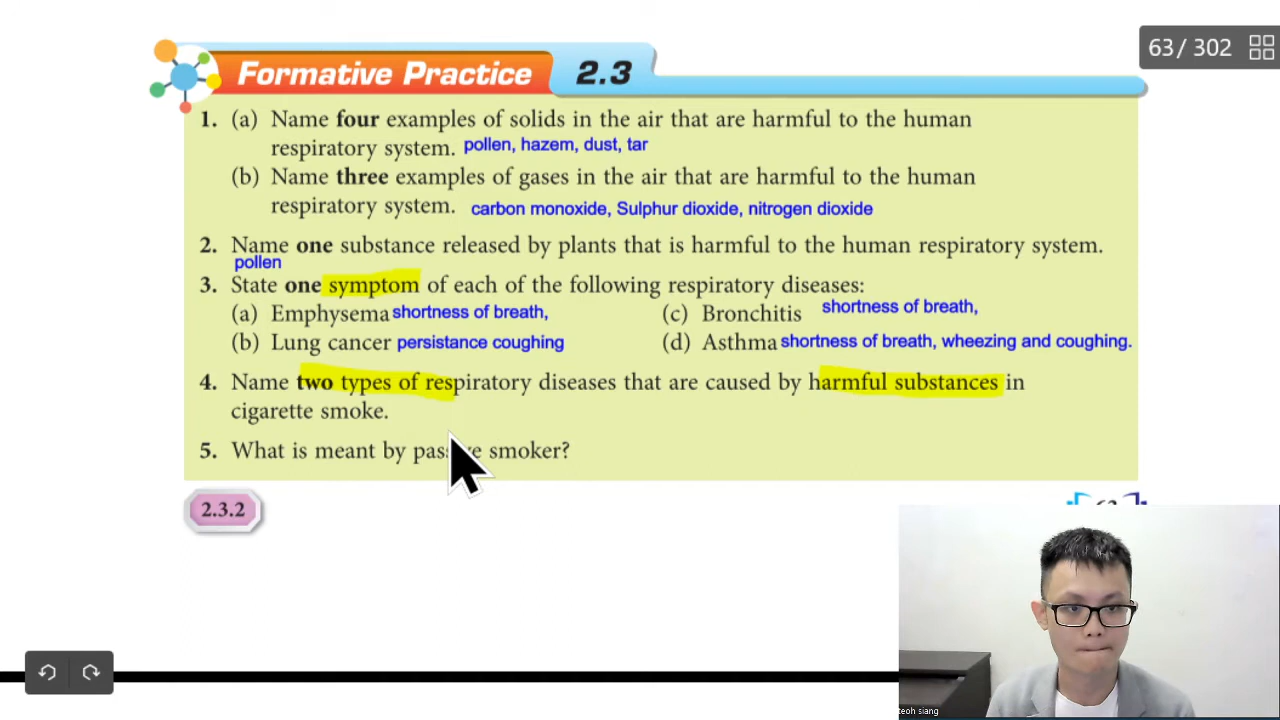 63 / 302
Formative Practice 2.3
1. (a) Name four examples of solids in the air that are harmful to the human
respiratory system. pollen, hazem, dust, tar
(b) Name three examples of gases in the air that are harmful to the human
respiratory system. carbon monoxide, Sulphur dioxide, nitrogen dioxide
2. Name one substance released by plants that is harmful to the human respiratory system.
pollen
3. State one symptom of each of the following respiratory diseases:
(a) Emphysema shortness of breath, (c) Bronchitis shortness of breath,
(b) Lung cancer persistance coughing (d) Asthma shortness of breath, wheezing and coughing.
4. Name two types of respiratory diseases that are caused by harmful substances in
cigarette smoke.
5. What is meant by smoker?
2.3.2
teoh siang